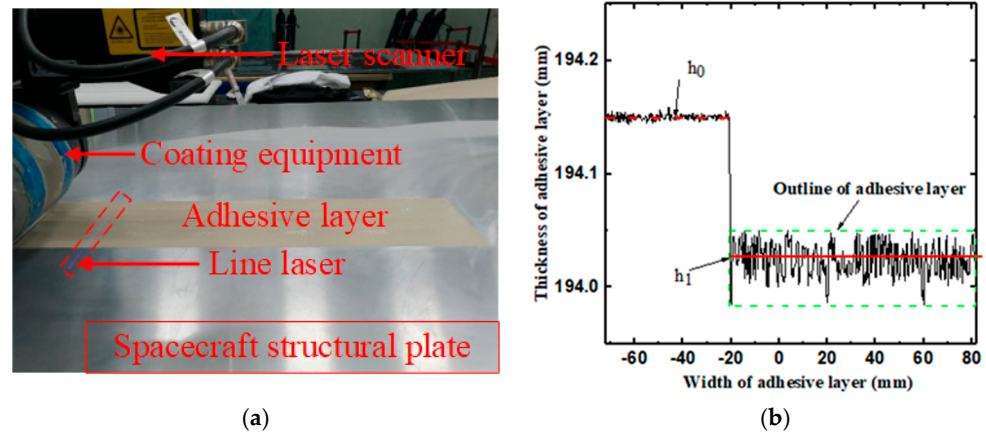 Laser scanner
Coating equipment
Adhesive layer
Line laser
Spacecraft structural plate
(a)
Thickness of adhesive layer (mm)
194.2
194.1
194.0
h0
Outline of adhesive layer
h1
-60 -40 -20 0 20 40 60 80
Width of adhesive layer (mm)
(b)